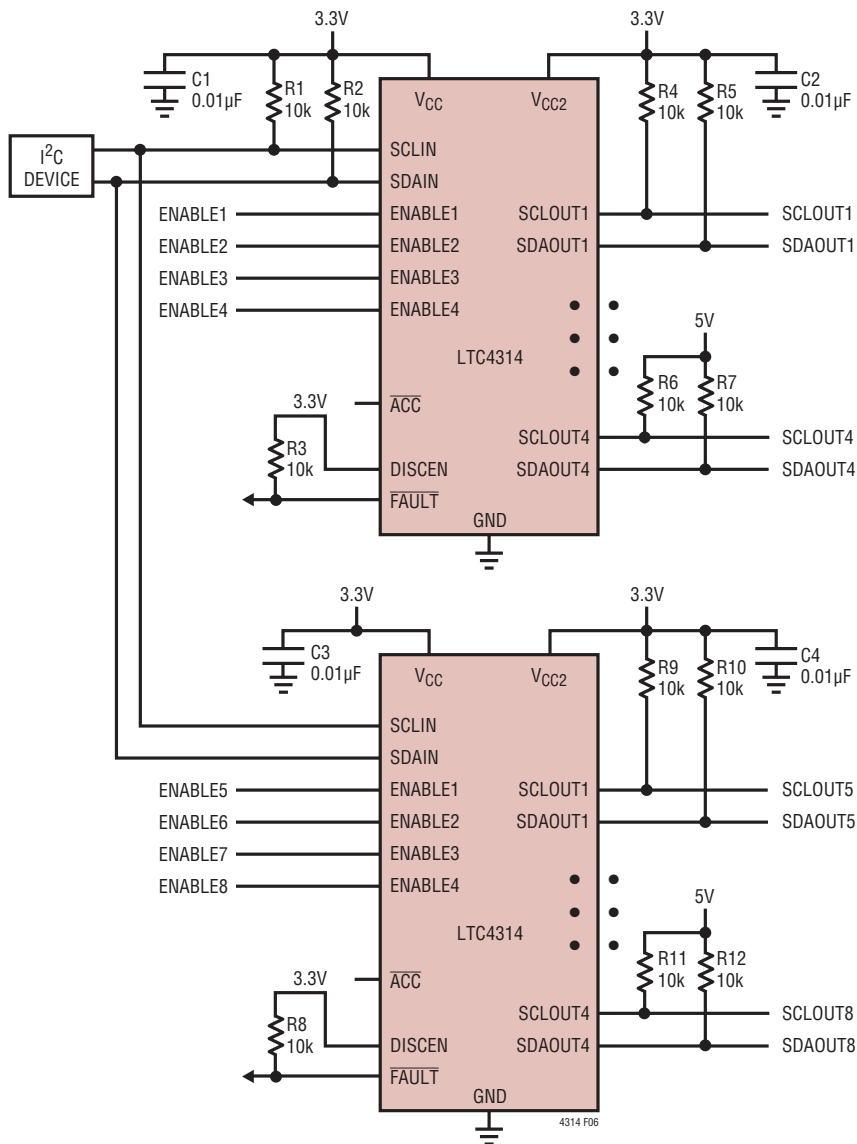 3.3V
3.3V
C1
0.01µF
R1
10k
R2
10k
VCC
VCC2
R4
10k
R5
10k
C2
0.01µF
I2C
DEVICE
SCLIN
SDAIN
ENABLE1
ENABLE1
SCLOUT1
SCLOUT1
ENABLE2
ENABLE2
SDAOUT1
SDAOUT1
ENABLE3
ENABLE3
ENABLE4
ENABLE4
5V
LTC4314
R6
10k
R7
10k
3.3V
ACC
R3
10k
SCLOUT4
SCLOUT4
DISCEN
SDAOUT4
SDAOUT4
FAULT
GND
3.3V
3.3V
C3
0.01µF
VCC
VCC2
R9
10k
R10
10k
C4
0.01µF
SCLIN
SDAIN
ENABLE5
ENABLE1
SCLOUT1
SCLOUT5
ENABLE6
ENABLE2
SDAOUT1
SDAOUT5
ENABLE7
ENABLE3
ENABLE8
ENABLE4
5V
LTC4314
R11
10k
R12
10k
3.3V
ACC
R8
10k
SCLOUT4
SCLOUT8
DISCEN
SDAOUT4
SDAOUT8
FAULT
GND
4314 F06